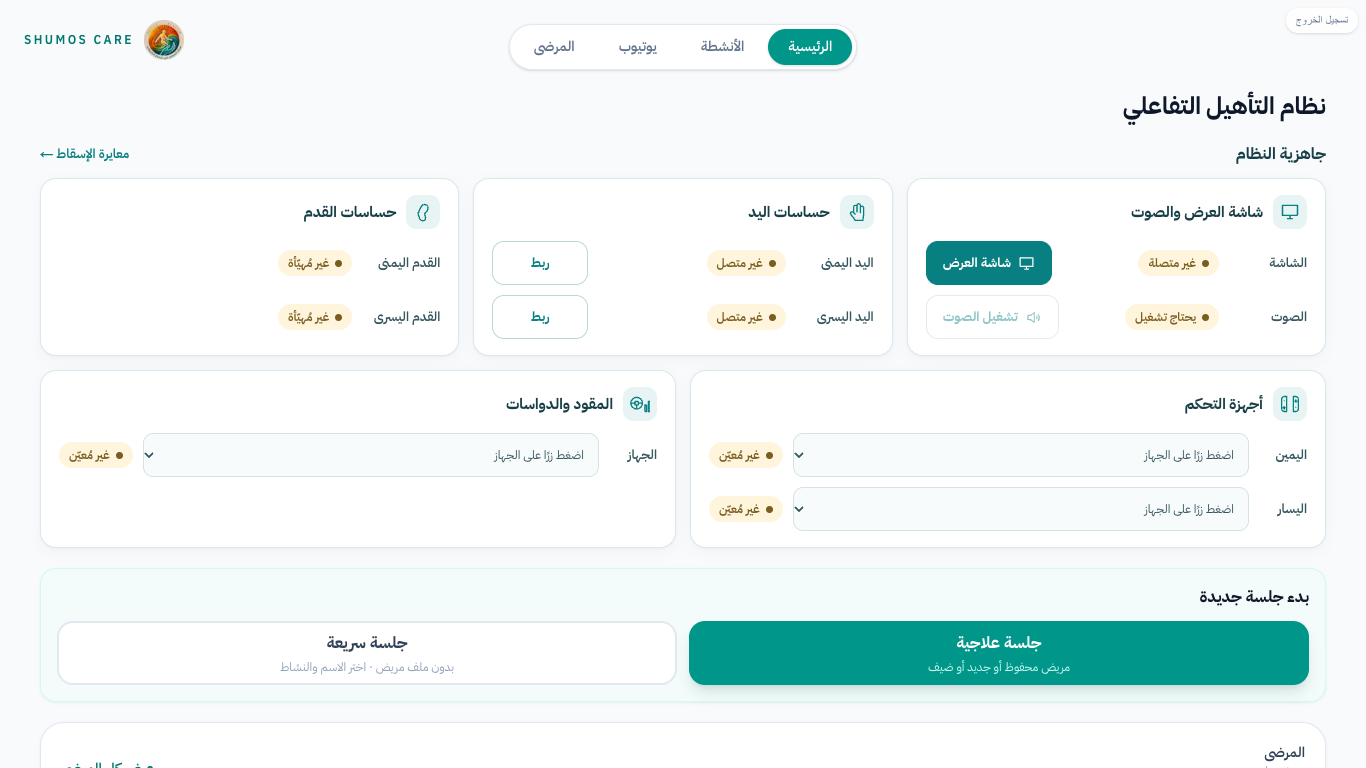 تسجيل الخروج
SHUMOS CARE
الرئيسية
الأنشطة
يوتيوب
المرضى
نظام التأهيل التفاعلي
جاهزية النظام
معايرة الإسقاط ←
شاشة العرض والصوت
الشاشة
غير متصلة
شاشة العرض
الصوت
يحتاج تشغيل
تشغيل الصوت
حساسات اليد
اليد اليمنى
غير متصل
ربط
اليد اليسرى
غير متصل
ربط
حساسات القدم
القدم اليمنى
غير مُهيّأة
القدم اليسرى
غير مُهيّأة
أجهزة التحكم
اليمين
اضغط زرًا على الجهاز
غير مُعيّن
اليسار
اضغط زرًا على الجهاز
غير مُعيّن
المقود والدواسات
الجهاز
اضغط زرًا على الجهاز
غير مُعيّن
بدء جلسة جديدة
جلسة علاجية
مريض محفوظ أو جديد أو ضيف
جلسة سريعة
بدون ملف مريض · اختر الاسم والنشاط
المرضى